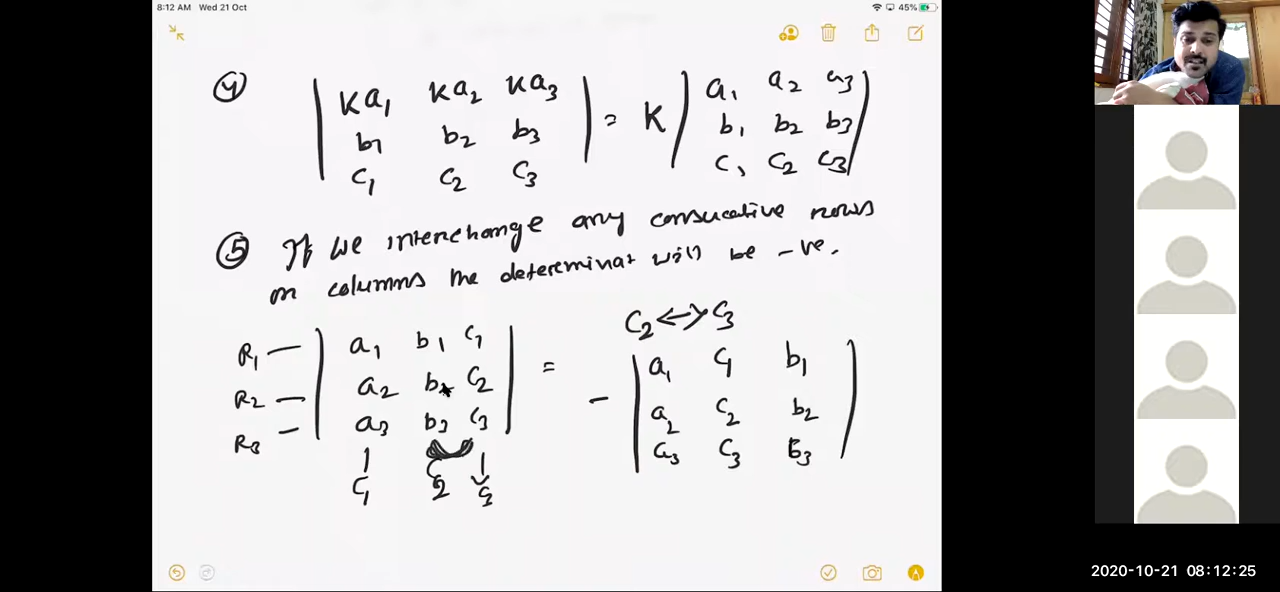 8:12 AM Wed 21 Oct 45%
④ | Ka₁ Ka₂ Ka₃ | = K | a₁ a₂ a₃ |
| b₁ b₂ b₃ | | b₁ b₂ b₃ |
| c₁ c₂ c₃ | | c₁ c₂ c₃ |
⑤ If we interchange any consucative rows
or columns the determinat will be -ve.
C₂ ↔ C₃
R₁ — | a₁ b₁ c₁ | = - | a₁ c₁ b₁ |
R₂ — | a₂ b₂ c₂ | | a₂ c₂ b₂ |
R₃ — | a₃ b₃ c₃ | | a₃ c₃ b₃ |
C₁ C₂ C₃
2020-10-21 08:12:25